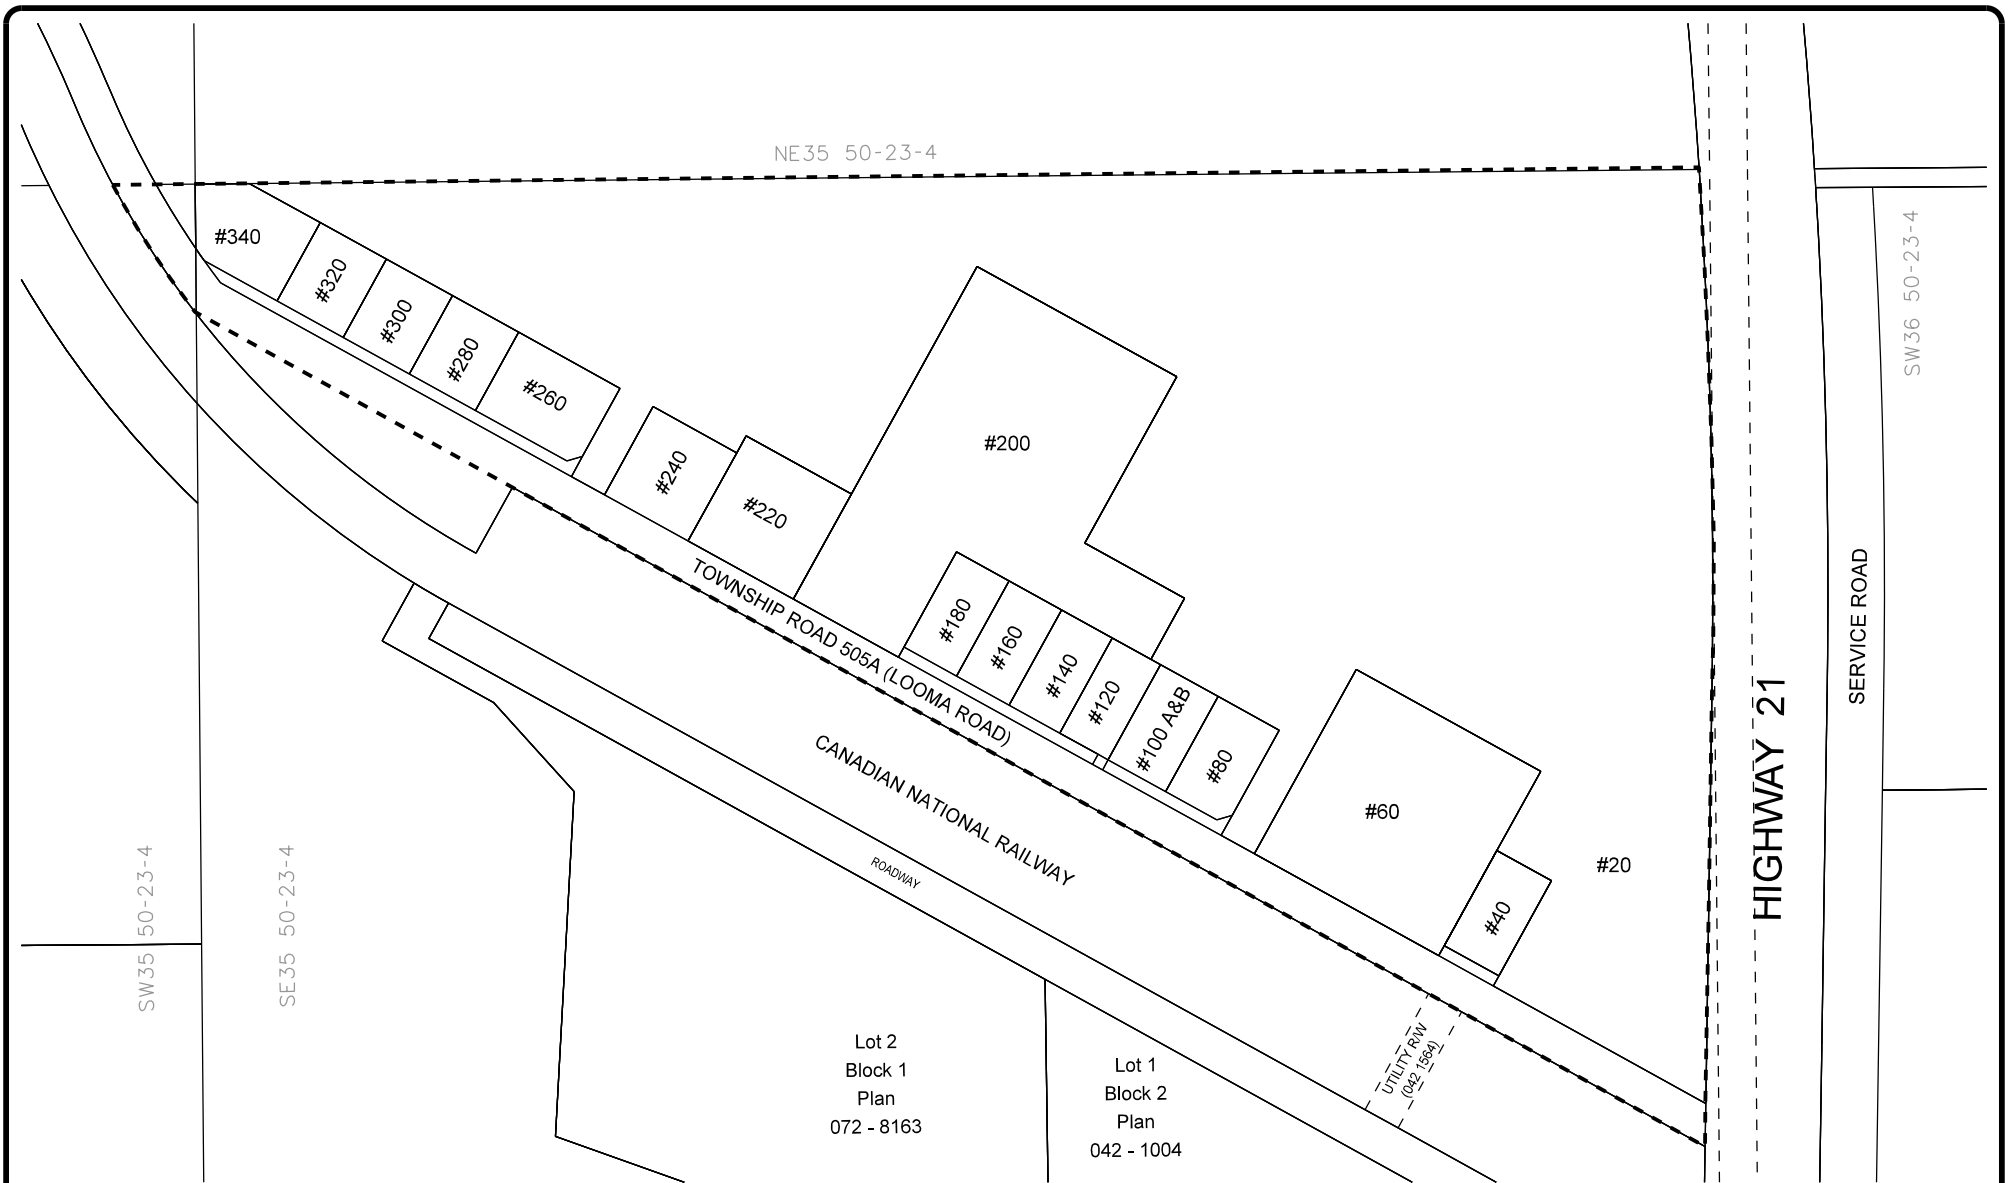 NE35 50-23-4
#340
#320
#300
#280
#260
#240
#220
#200
#180
#160
#140
#120
#100 A&B
#80
#60
#40
#20
TOWNSHIP ROAD 505A (LOOMA ROAD)
CANADIAN NATIONAL RAILWAY
ROADWAY
HIGHWAY 21
SERVICE ROAD
SW36 50-23-4
SW35 50-23-4
SE35 50-23-4
Lot 2
Block 1
Plan
072 - 8163
Lot 1
Block 2
Plan
042 - 1004
UTILITY R/W
(042 1564)